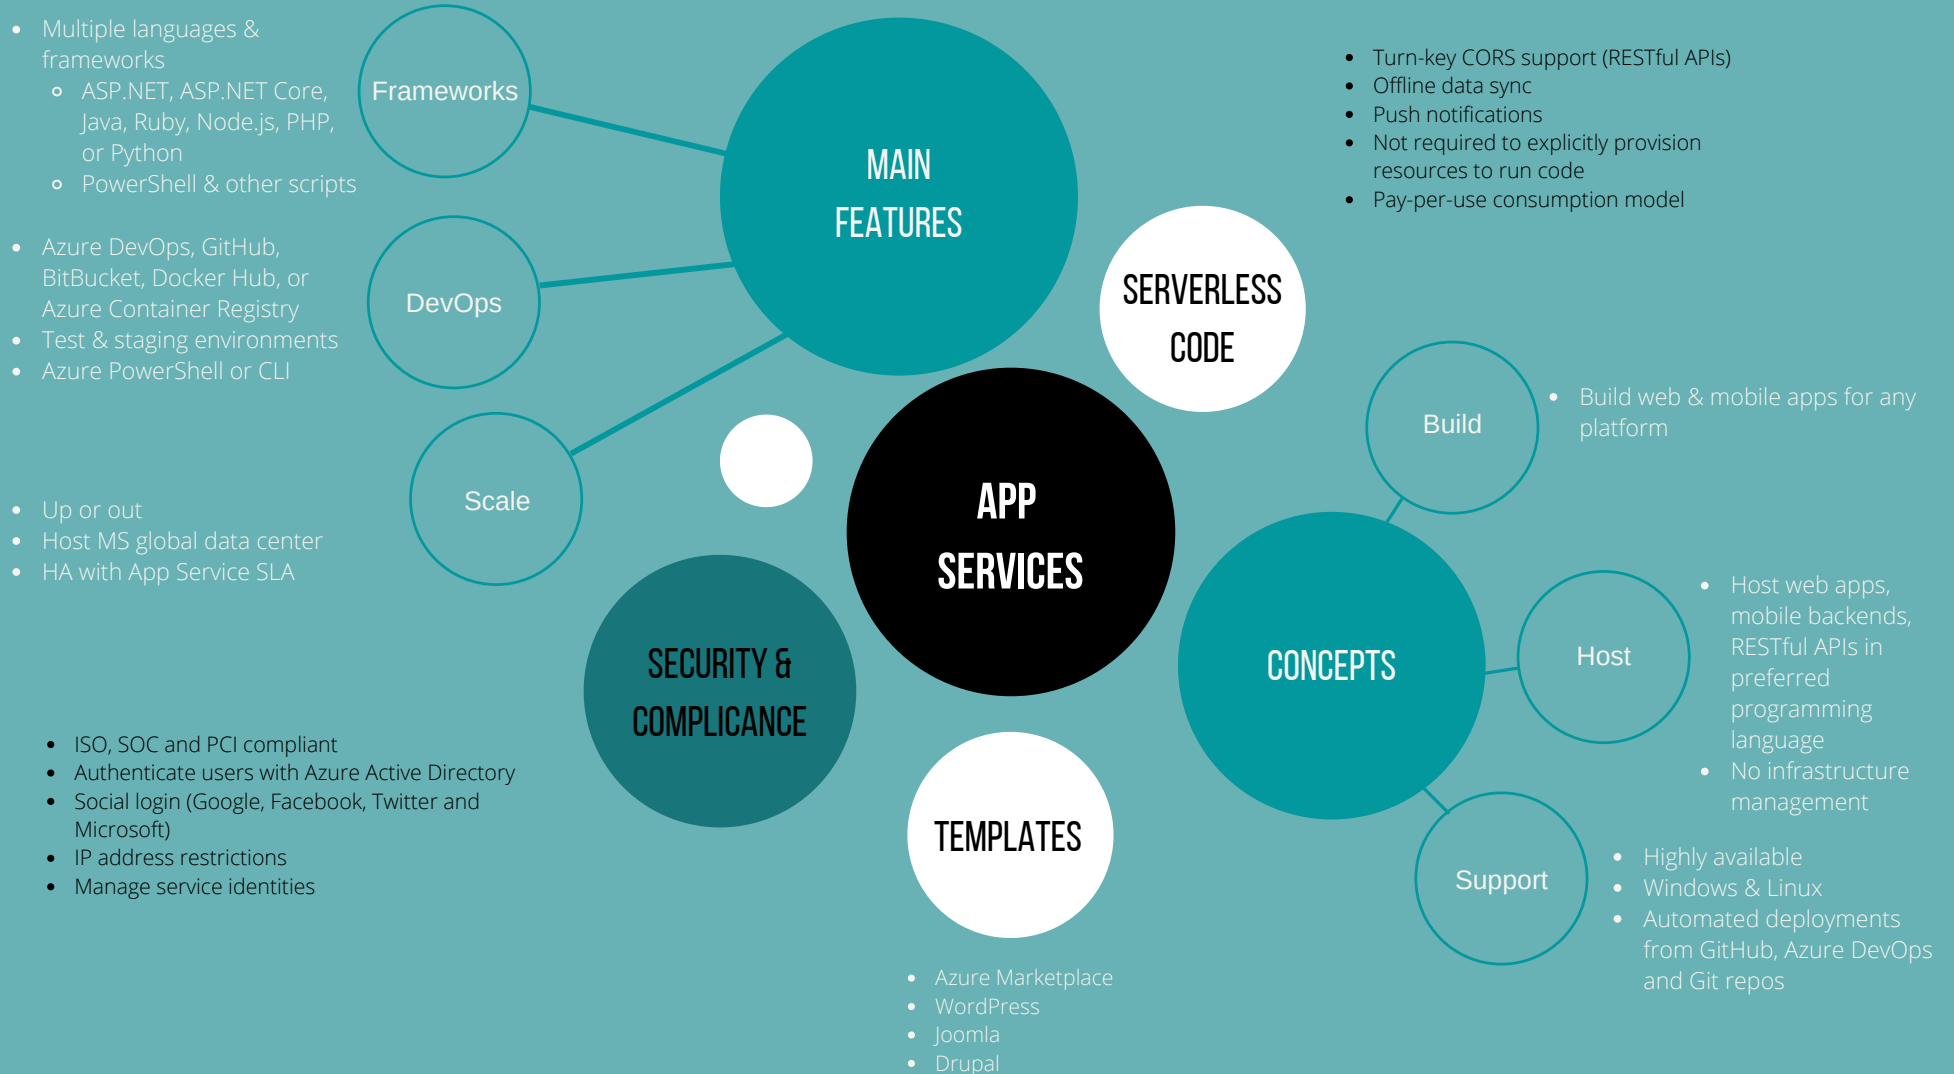 • Multiple languages &
frameworks
ASP.NET, ASP.NET Core,
Java, Ruby, Node.js, PHP,
or Python
PowerShell & other scripts
Frameworks
• Azure DevOps, GitHub,
BitBucket, Docker Hub, or
Azure Container Registry
• Test & staging environments
• Azure PowerShell or CLI
DevOps
• Up or out
• Host MS global data center
• HA with App Service SLA
Scale
MAIN
FEATURES
• Turn-key CORS support (RESTful APIs)
• Offline data sync
• Push notifications
• Not required to explicitly provision
resources to run code
• Pay-per-use consumption model
SERVERLESS
CODE
APP
SERVICES
Build
• Build web & mobile apps for any
platform
CONCEPTS
Host
• Host web apps,
mobile backends,
RESTful APIs in
preferred
programming
language
• No infrastructure
management
Support
• Highly available
• Windows & Linux
• Automated deployments
from GitHub, Azure DevOps
and Git repos
SECURITY &
COMPLICANCE
• ISO, SOC and PCI compliant
• Authenticate users with Azure Active Directory
• Social login (Google, Facebook, Twitter and
Microsoft)
• IP address restrictions
• Manage service identities
TEMPLATES
• Azure Marketplace
• WordPress
• Joomla
• Drupal